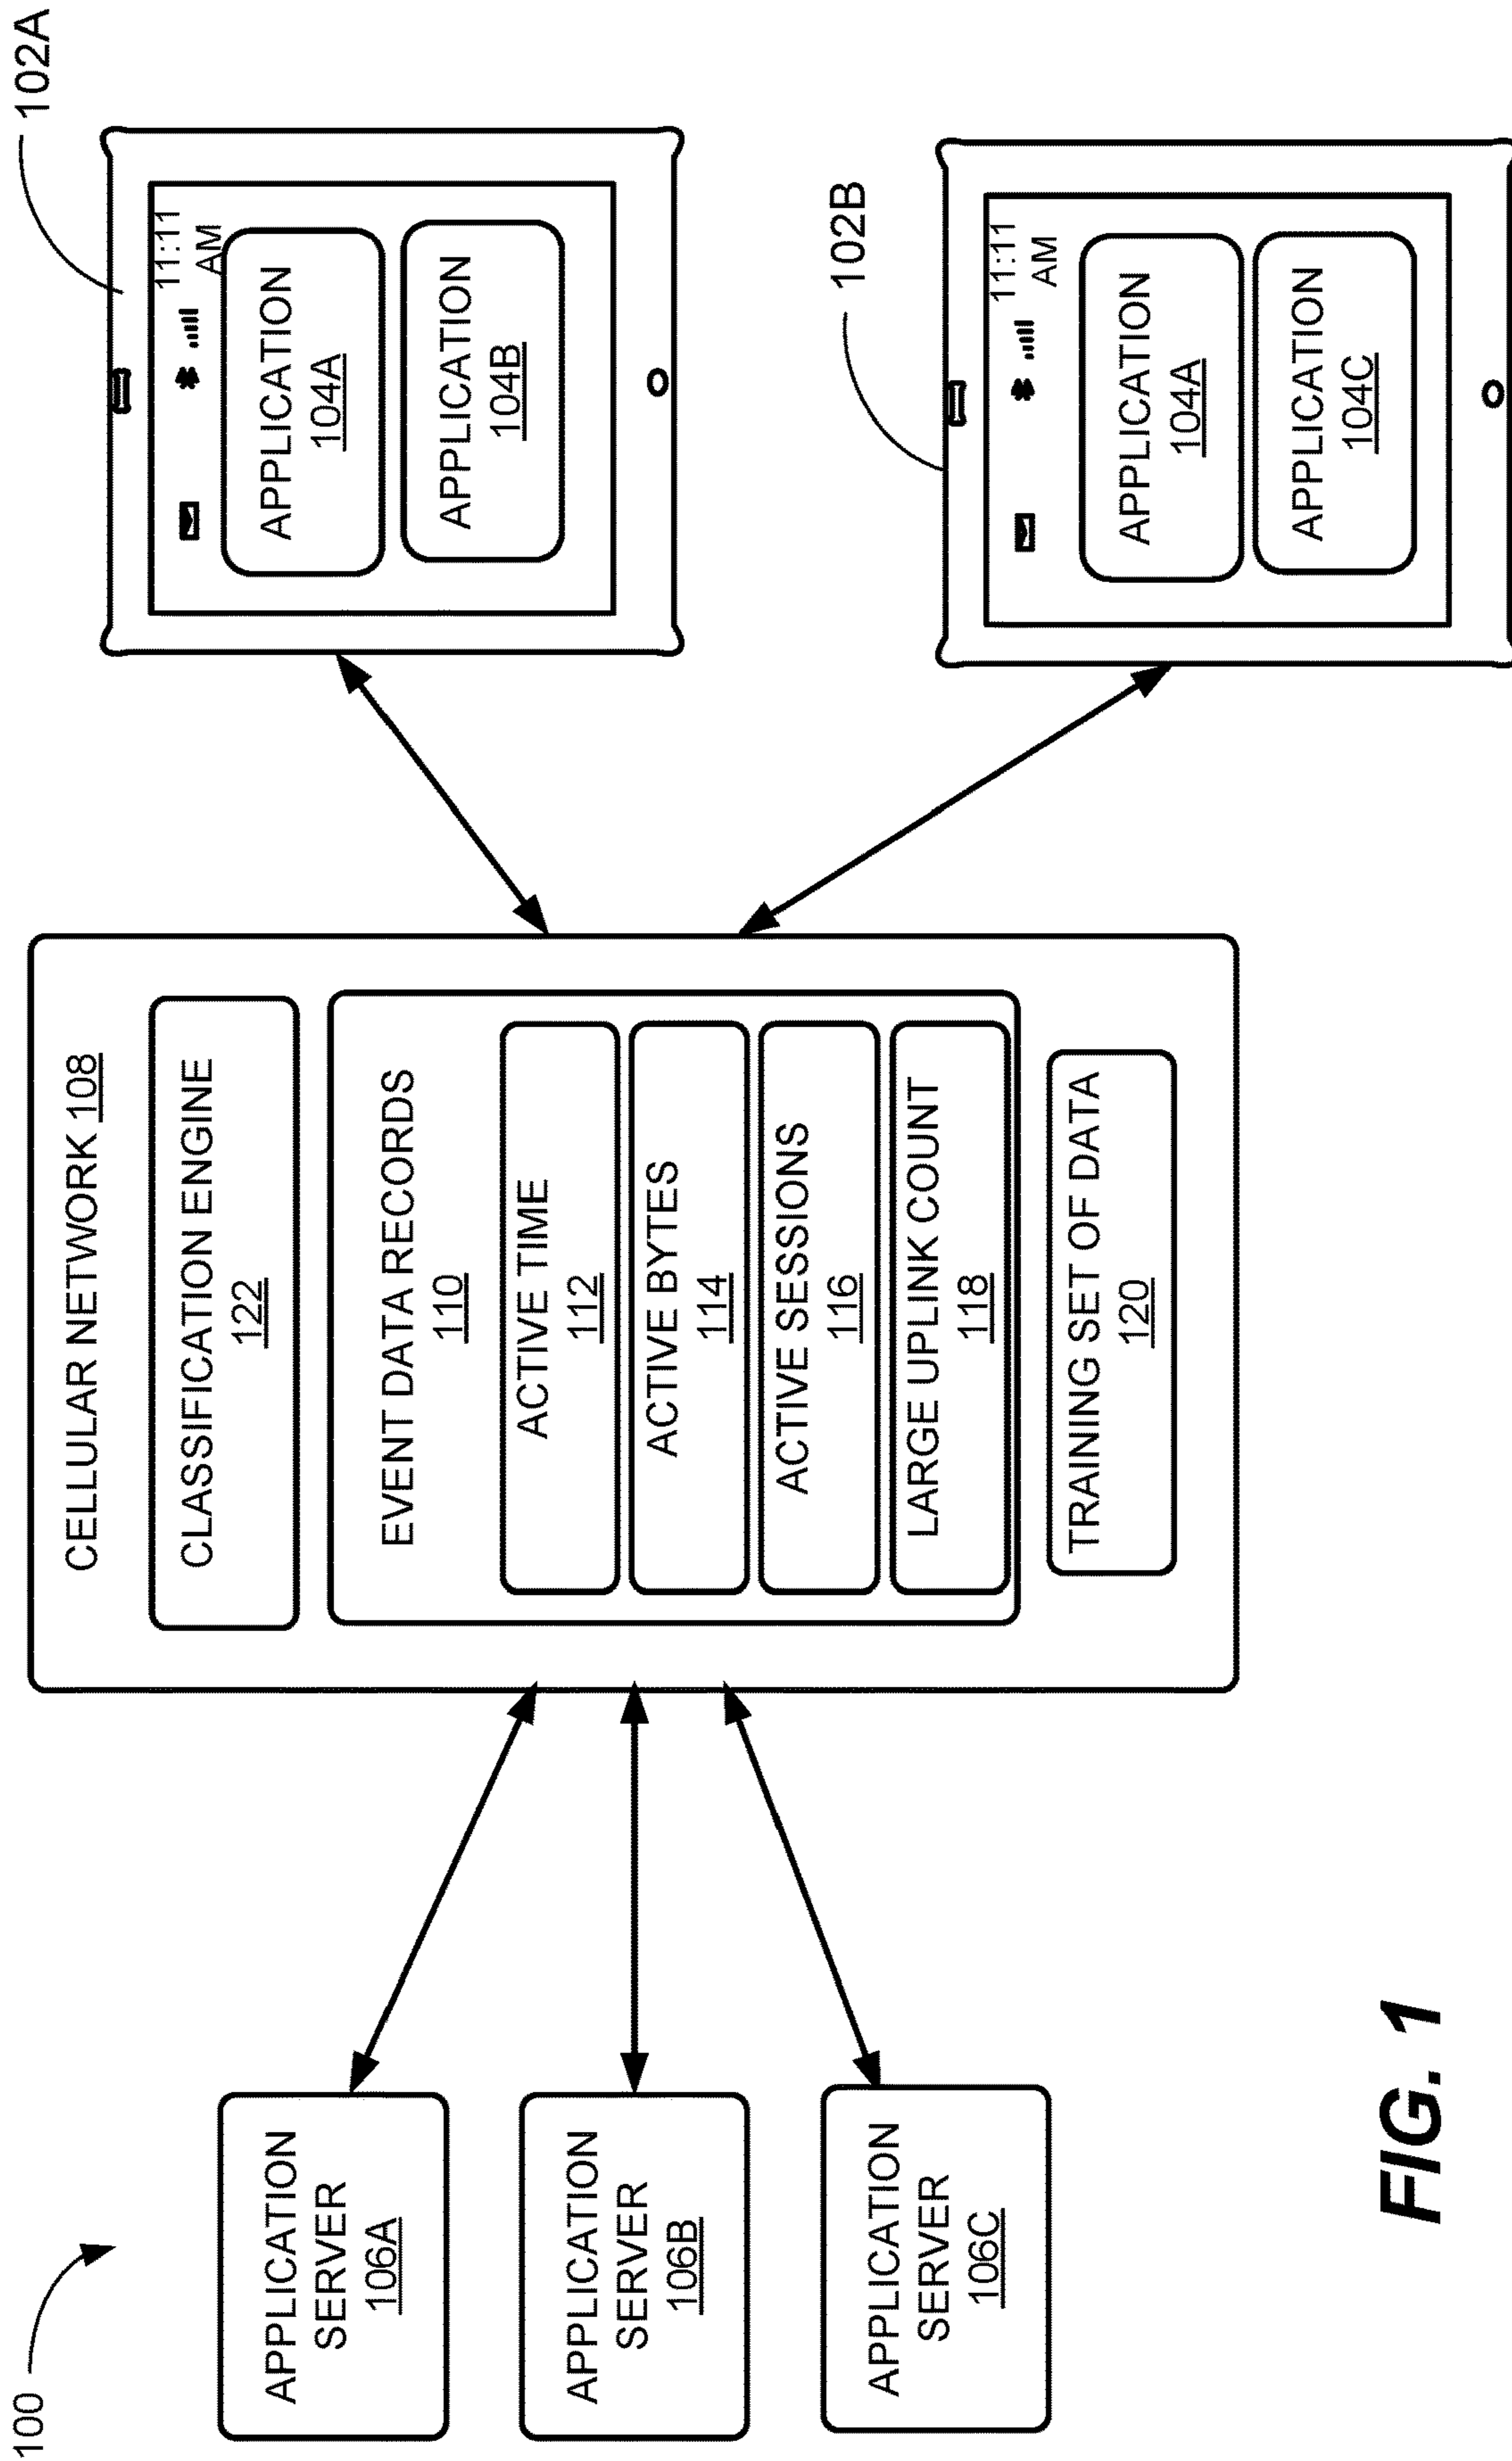 100
APPLICATION
SERVER
106A
APPLICATION
SERVER
106B
APPLICATION
SERVER
106C
CELLULAR NETWORK 108
CLASSIFICATION ENGINE
122
EVENT DATA RECORDS
110
ACTIVE TIME
112
ACTIVE BYTES
114
ACTIVE SESSIONS
116
LARGE UPLINK COUNT
118
TRAINING SET OF DATA
120
102A
11:11
AM
APPLICATION
104A
APPLICATION
104B
102B
11:11
AM
APPLICATION
104A
APPLICATION
104C
FIG. 1